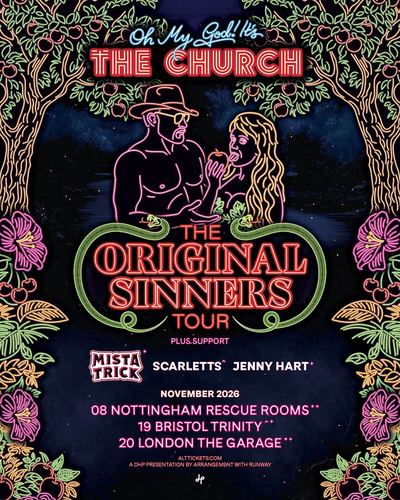 Oh My God! It's
THE CHURCH
THE
ORIGINAL
SINNERS
TOUR
PLUS.SUPPORT
MISTA TRICK* SCARLETTS^ JENNY HART+
NOVEMBER 2026
08 NOTTINGHAM RESCUE ROOMS*+
19 BRISTOL TRINITY^+
20 LONDON THE GARAGE*+
ALTTICKETS.COM
A DHP PRESENTATION BY ARRANGEMENT WITH RUNWAY